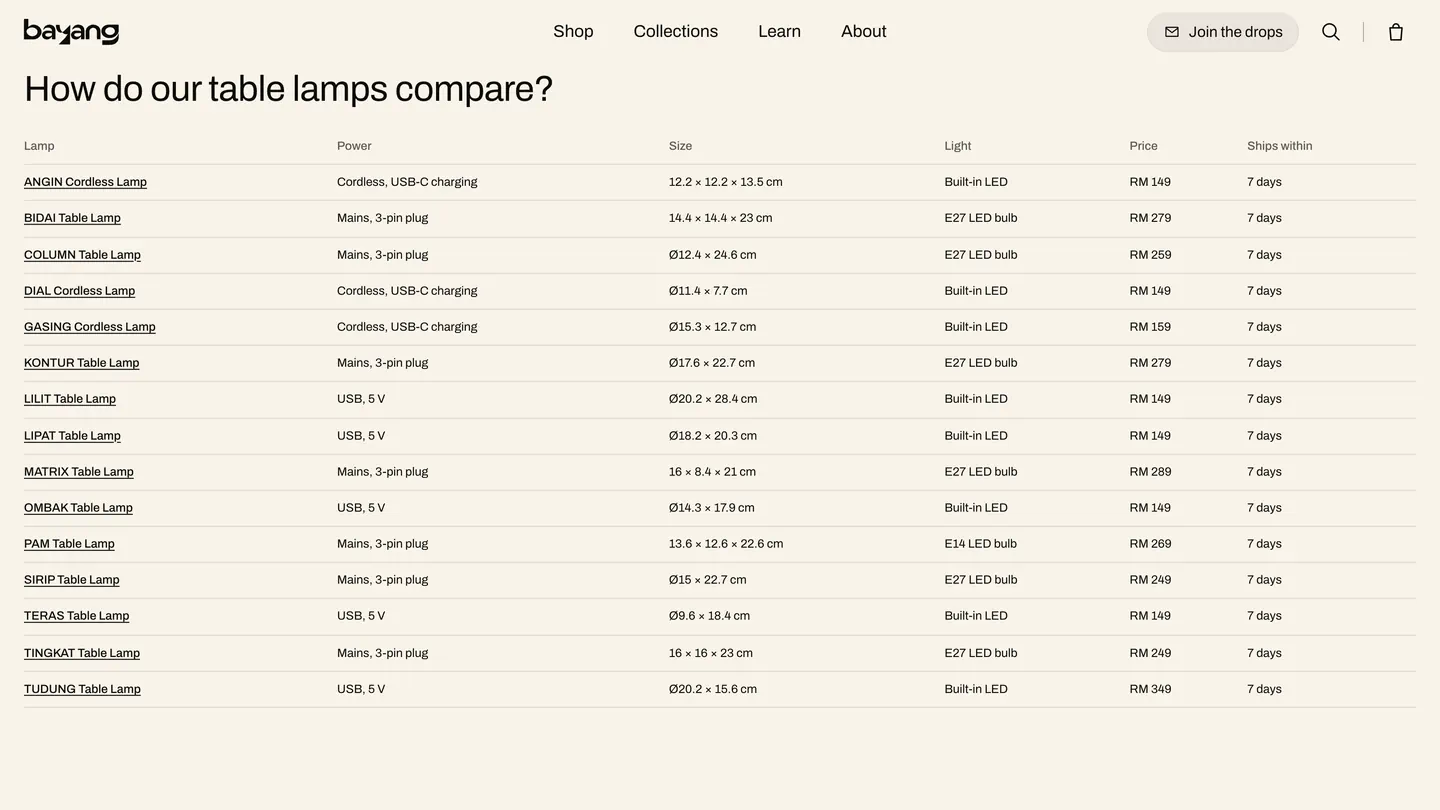 bayang Shop Collections Learn About Join the drops
How do our table lamps compare?
Lamp Power Size Light Price Ships within
ANGIN Cordless Lamp Cordless, USB-C charging 12.2 × 12.2 × 13.5 cm Built-in LED RM 149 7 days
BIDAI Table Lamp Mains, 3-pin plug 14.4 × 14.4 × 23 cm E27 LED bulb RM 279 7 days
COLUMN Table Lamp Mains, 3-pin plug Ø12.4 × 24.6 cm E27 LED bulb RM 259 7 days
DIAL Cordless Lamp Cordless, USB-C charging Ø11.4 × 7.7 cm Built-in LED RM 149 7 days
GASING Cordless Lamp Cordless, USB-C charging Ø15.3 × 12.7 cm Built-in LED RM 159 7 days
KONTUR Table Lamp Mains, 3-pin plug Ø17.6 × 22.7 cm E27 LED bulb RM 279 7 days
LILIT Table Lamp USB, 5 V Ø20.2 × 28.4 cm Built-in LED RM 149 7 days
LIPAT Table Lamp USB, 5 V Ø18.2 × 20.3 cm Built-in LED RM 149 7 days
MATRIX Table Lamp Mains, 3-pin plug 16 × 8.4 × 21 cm E27 LED bulb RM 289 7 days
OMBAK Table Lamp USB, 5 V Ø14.3 × 17.9 cm Built-in LED RM 149 7 days
PAM Table Lamp Mains, 3-pin plug 13.6 × 12.6 × 22.6 cm E14 LED bulb RM 269 7 days
SIRIP Table Lamp Mains, 3-pin plug Ø15 × 22.7 cm E27 LED bulb RM 249 7 days
TERAS Table Lamp USB, 5 V Ø9.6 × 18.4 cm Built-in LED RM 149 7 days
TINGKAT Table Lamp Mains, 3-pin plug 16 × 16 × 23 cm E27 LED bulb RM 249 7 days
TUDUNG Table Lamp USB, 5 V Ø20.2 × 15.6 cm Built-in LED RM 349 7 days